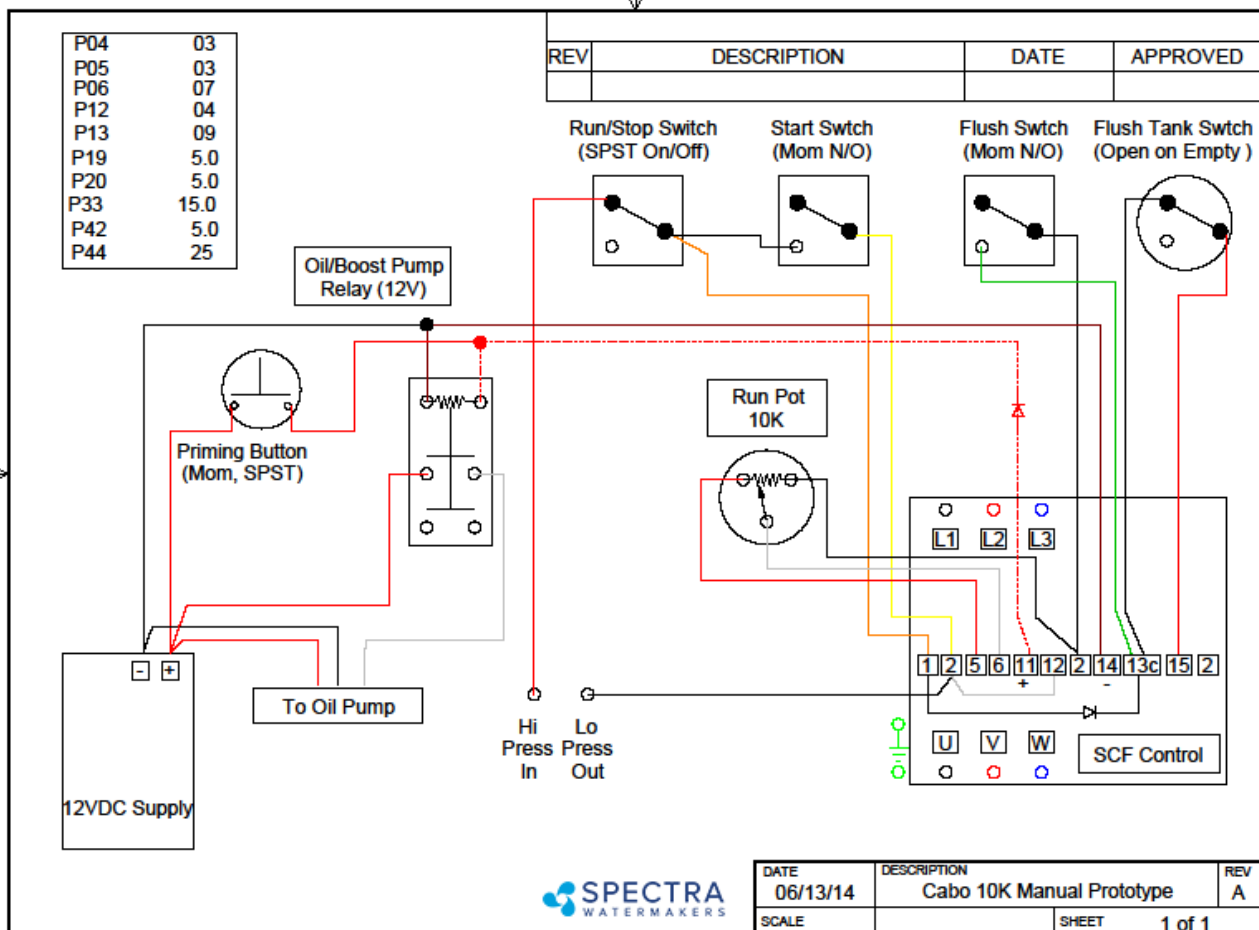 P04 03
P05 03
P06 07
P12 04
P13 09
P19 5.0
P20 5.0
P33 15.0
P42 5.0
P44 25
REV DESCRIPTION DATE APPROVED
Run/Stop Switch
(SPST On/Off)
Start Swtch
(Mom N/O)
Flush Swtch
(Mom N/O)
Flush Tank Swtch
(Open on Empty )
Oil/Boost Pump
Relay (12V)
Priming Button
(Mom, SPST)
Run Pot
10K
L1 L2 L3
1 2 5 6 11 12 2 14 13c 15 2
+ -
- +
To Oil Pump
12VDC Supply
Hi
Press
In
Lo
Press
Out
U V W
SCF Control
SPECTRA
WATERMAKERS
DATE
06/13/14
DESCRIPTION
Cabo 10K Manual Prototype
REV
A
SCALE
SHEET 1 of 1